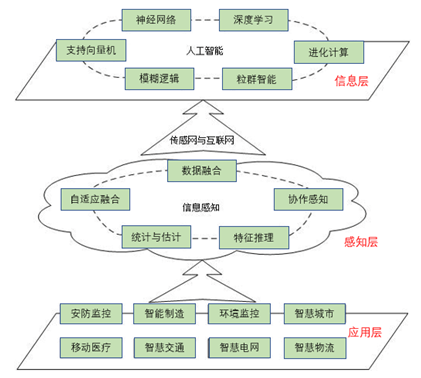 神经网络
深度学习
支持向量机
人工智能
进化计算
模糊逻辑
粒群智能
信息层
传感网与互联网
数据融合
自适应融合
信息感知
协作感知
统计与估计
特征推理
感知层
安防监控
智能制造
环境监控
智慧城市
应用层
移动医疗
智慧交通
智慧电网
智慧物流